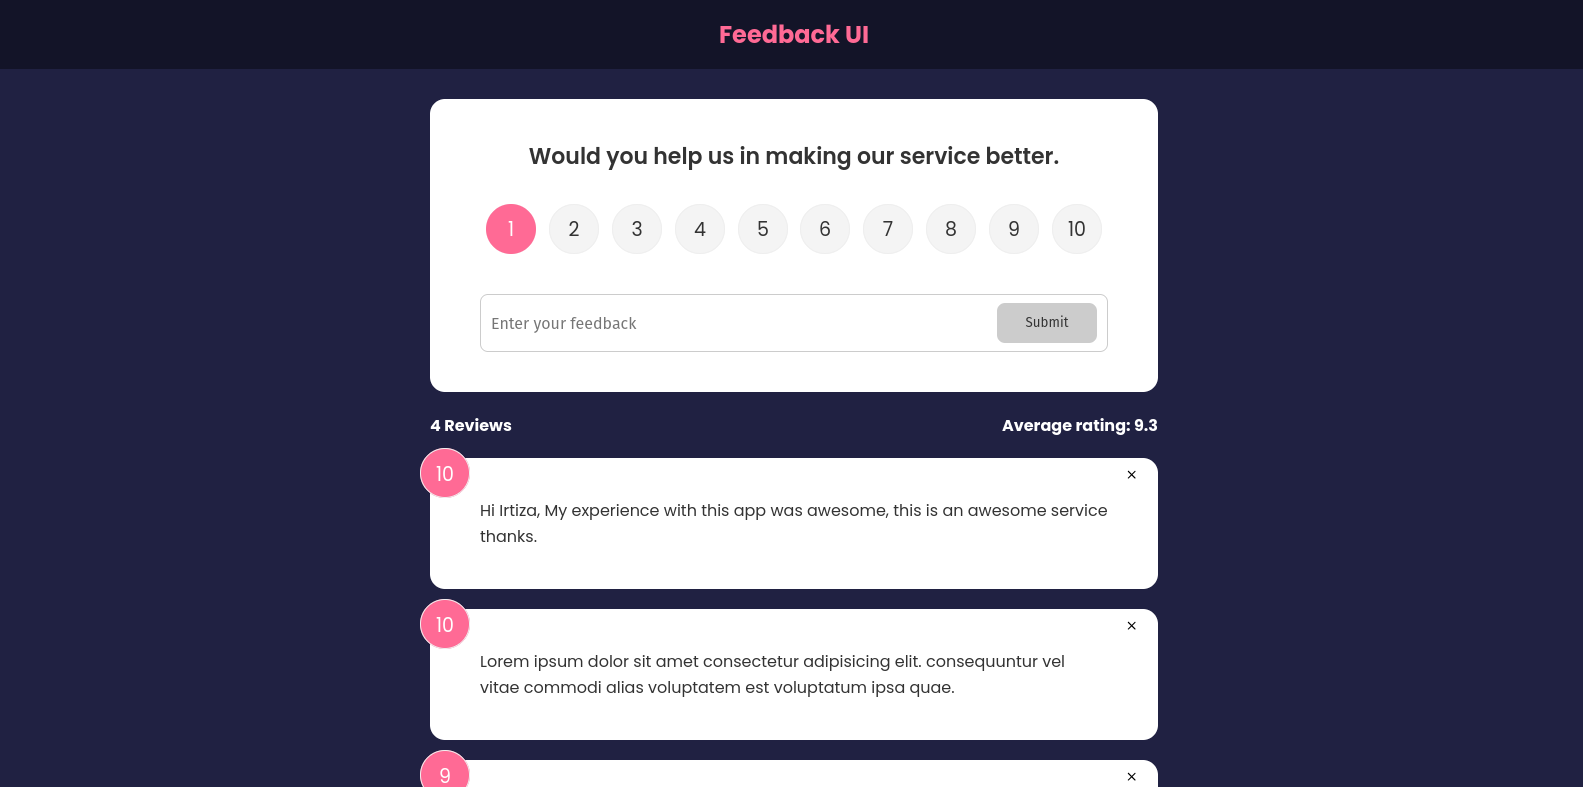 Feedback UI
Would you help us in making our service better.
1 2 3 4 5 6 7 8 9 10
Enter your feedback Submit
4 Reviews Average rating: 9.3
10 ×
Hi Irtiza, My experience with this app was awesome, this is an awesome service
thanks.
10 ×
Lorem ipsum dolor sit amet consectetur adipisicing elit. consequuntur vel
vitae commodi alias voluptatem est voluptatum ipsa quae.
9 ×